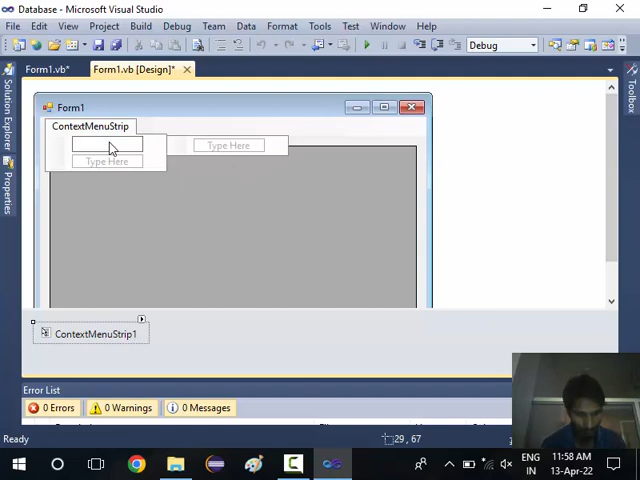 Database - Microsoft Visual Studio
File Edit View Project Build Debug Team Data Format Tools Test Window Help
Debug
Form1.vb* Form1.vb [Design]*
Solution Explorer
Properties
Toolbox
Form1
ContextMenuStrip
Type Here
Type Here
ContextMenuStrip1
Error List
0 Errors 0 Warnings 0 Messages
Ready 29 , 67
ENG 11:58 AM
IN 13-Apr-22